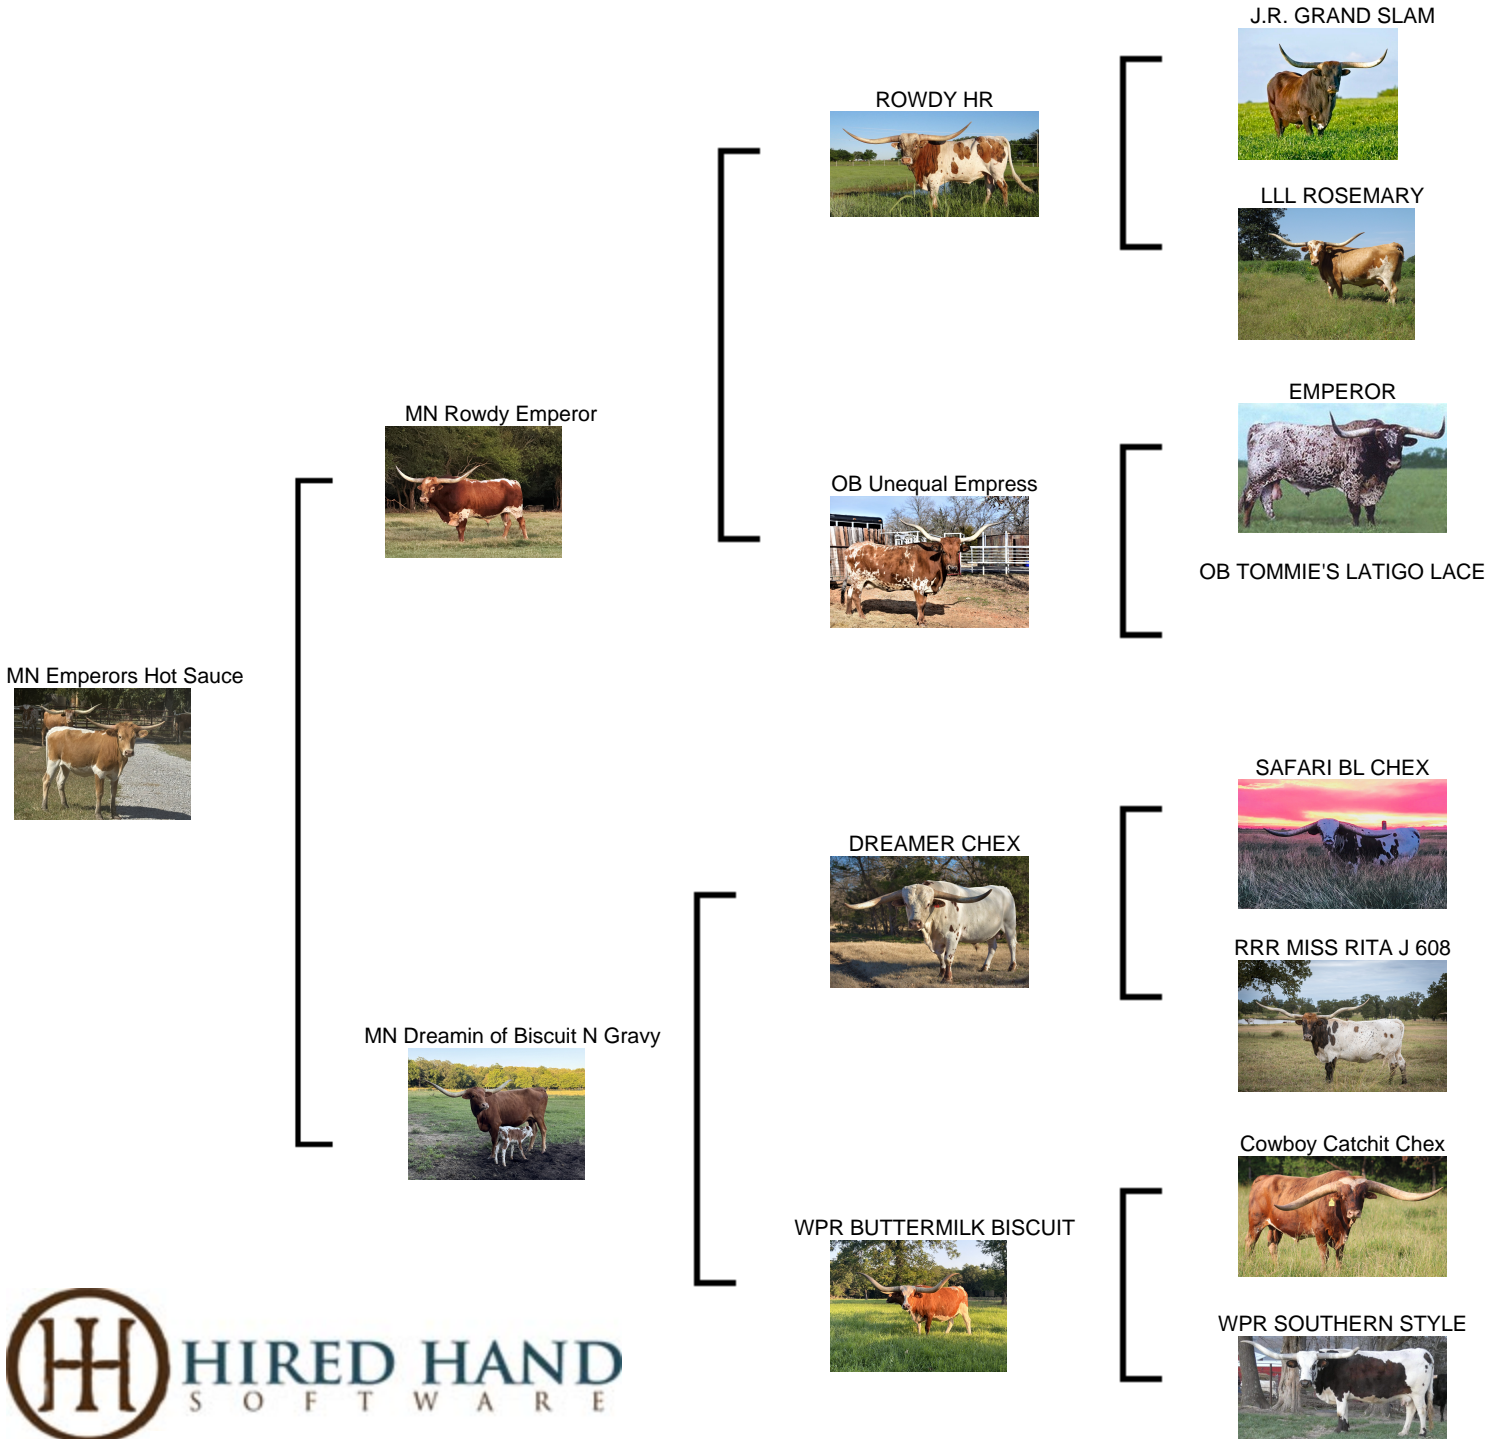 J.R. GRAND SLAM
ROWDY HR
LLL ROSEMARY
EMPEROR
MN Rowdy Emperor
OB Unequal Empress
OB TOMMIE'S LATIGO LACE
MN Emperors Hot Sauce
SAFARI BL CHEX
DREAMER CHEX
RRR MISS RITA J 608
MN Dreamin of Biscuit N Gravy
Cowboy Catchit Chex
WPR BUTTERMILK BISCUIT
WPR SOUTHERN STYLE
HIRED HAND
SOFTWARE